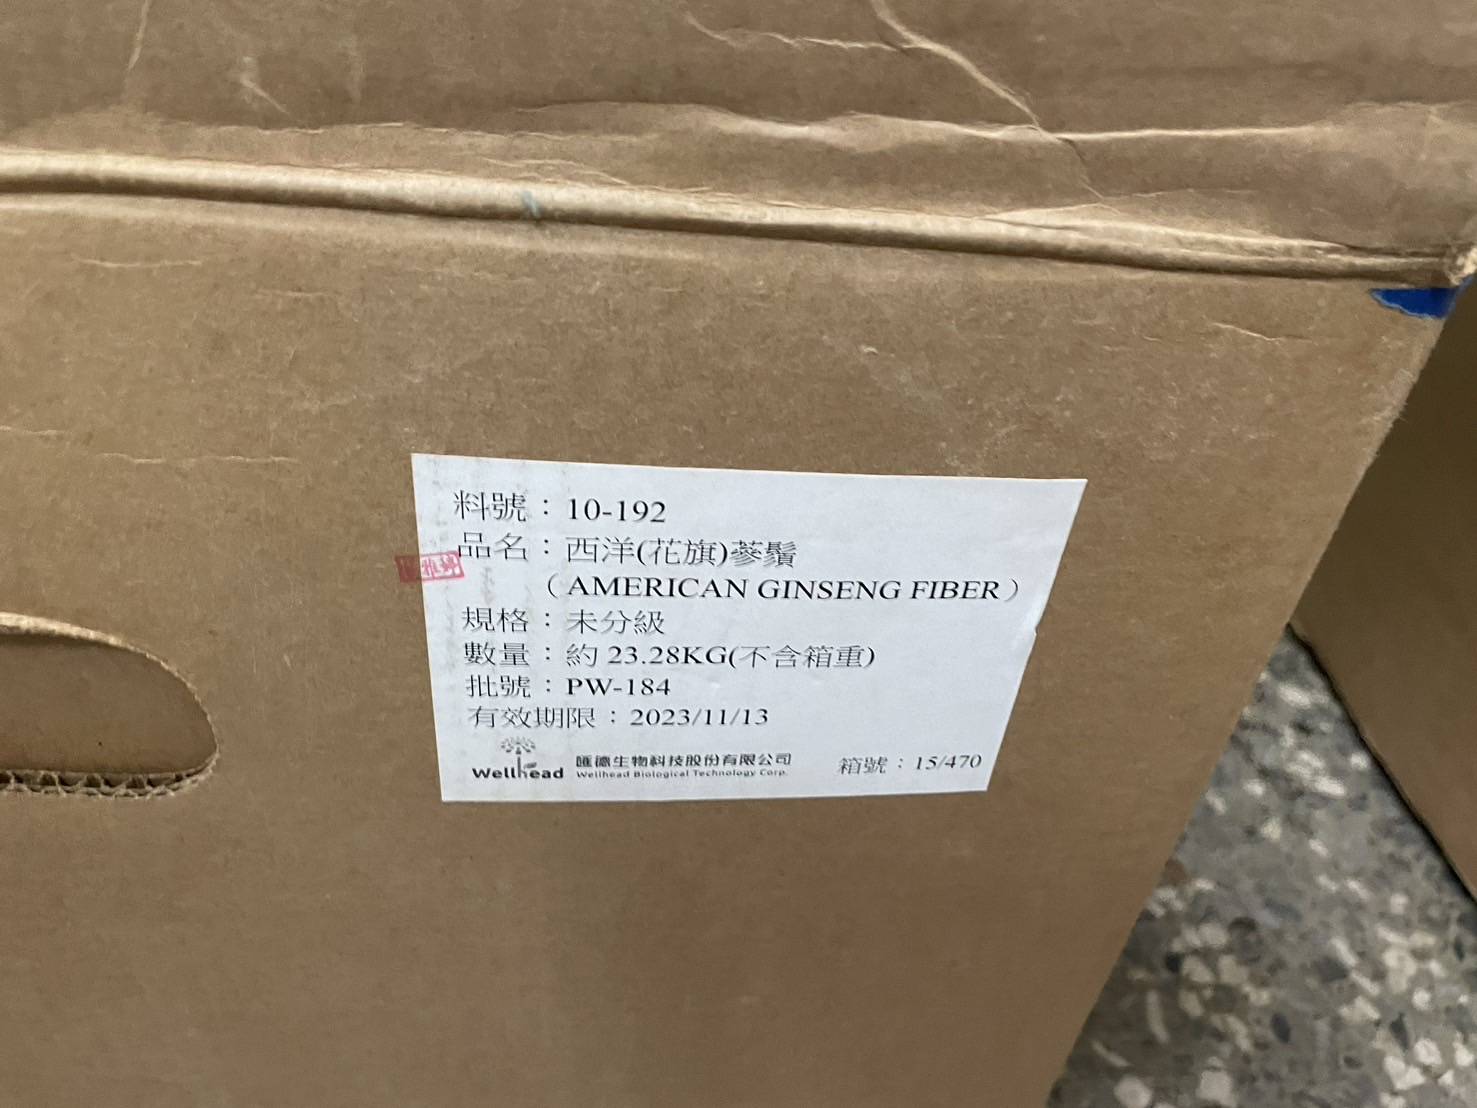 料號：10-192
品名：西洋(花旗)蔘鬚
（AMERICAN GINSENG FIBER）
規格：未分級
數量：約 23.28KG(不含箱重)
批號：PW-184
有效期限：2023/11/13
Wellhead
匯德生物科技股份有限公司
Wellhead Biological Technology Corp.
箱號：15/470